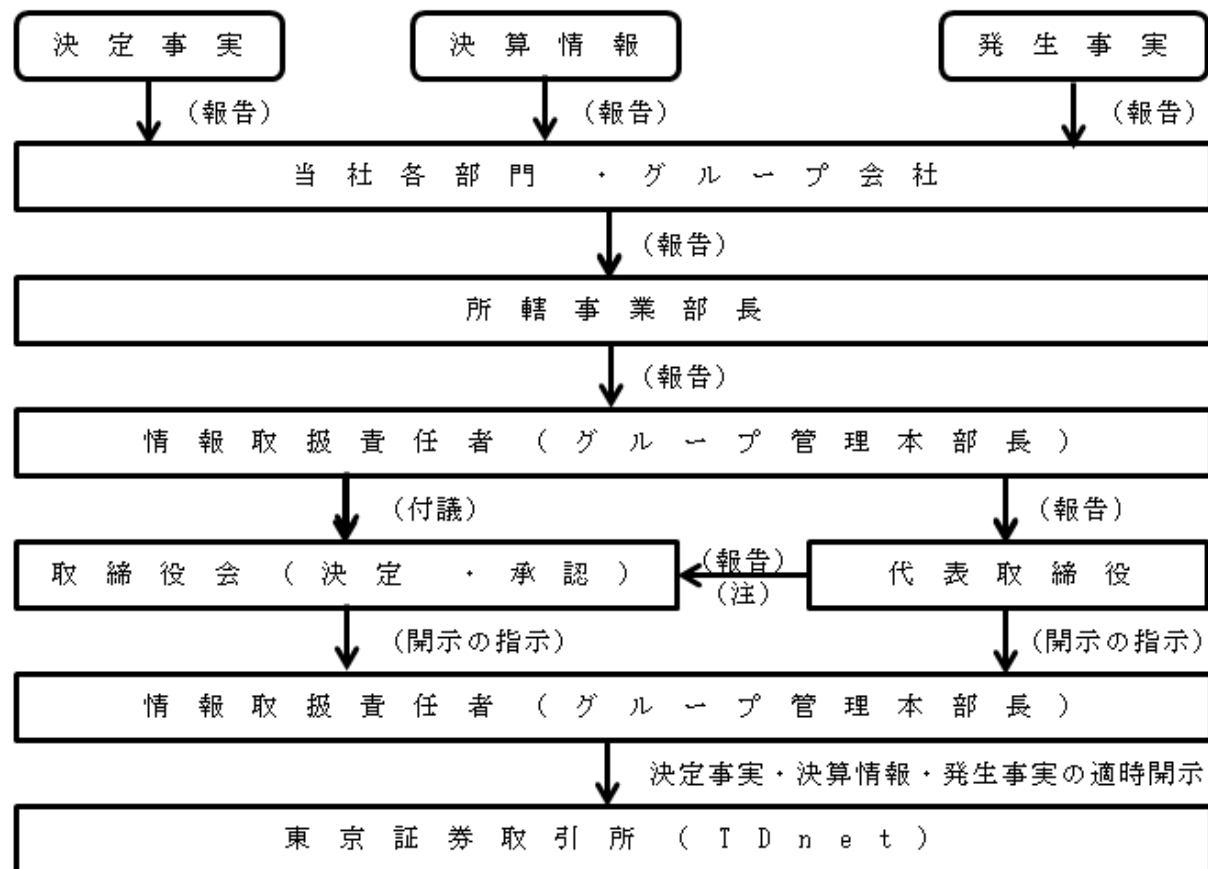 決定事実
決算情報
発生事実
(報告)
(報告)
(報告)
当社各部門・グループ会社
(報告)
所轄事業部長
(報告)
情報取扱責任者(グループ管理本部長)
(付議)
(報告)
取締役会(決定・承認)
(報告)
(注)
代表取締役
(開示の指示)
(開示の指示)
情報取扱責任者(グループ管理本部長)
決定事実・決算情報・発生事実の適時開示
東京証券取引所(TDnet)